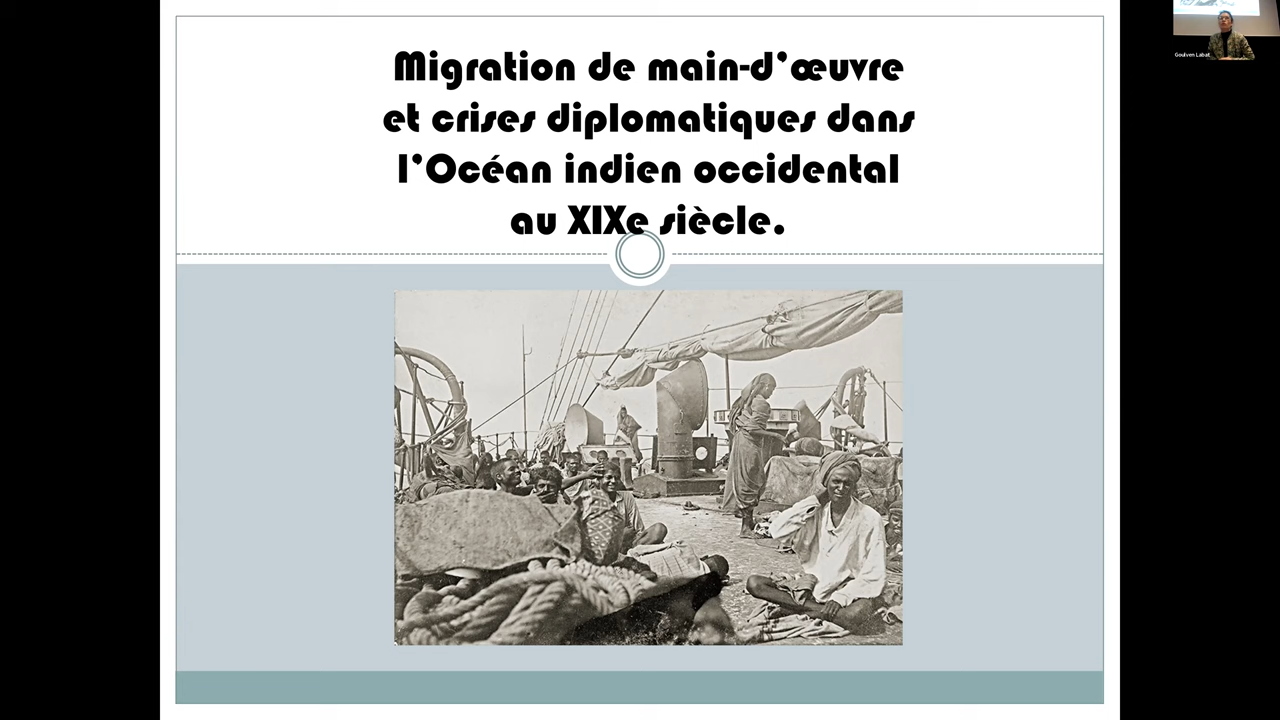 Migration de main-d’œuvre
et crises diplomatiques dans
l’Océan indien occidental
au XIXe siècle.
Goulven Labat